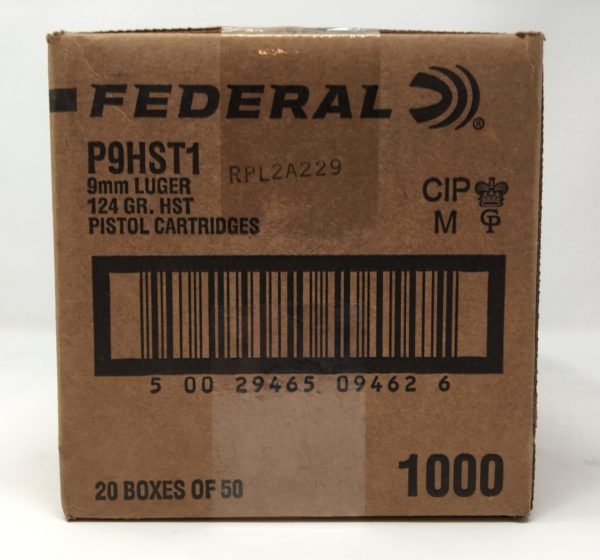 FEDERAL ®
P9HST1
RPL2A229
9mm LUGER
124 GR. HST
PISTOL CARTRIDGES
CIP
M GP
5 00 29465 09462 6
20 BOXES OF 50
1000